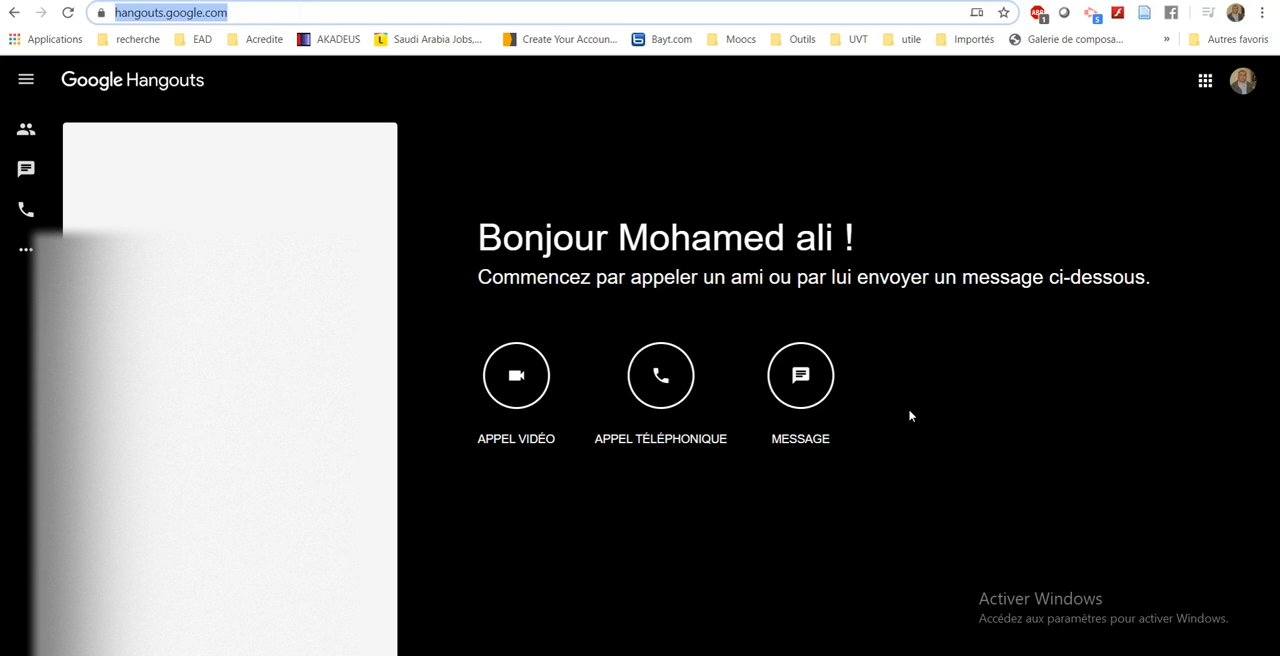 hangouts.google.com
ABP 1 5
Applications recherche EAD Acredite AKADEUS Saudi Arabia Jobs,... Create Your Accoun... Bayt.com Moocs Outils UVT utile Importés Galerie de composa... » Autres favoris
Google Hangouts
Bonjour Mohamed ali !
Commencez par appeler un ami ou par lui envoyer un message ci-dessous.
APPEL VIDÉO APPEL TÉLÉPHONIQUE MESSAGE
Activer Windows
Accédez aux paramètres pour activer Windows.